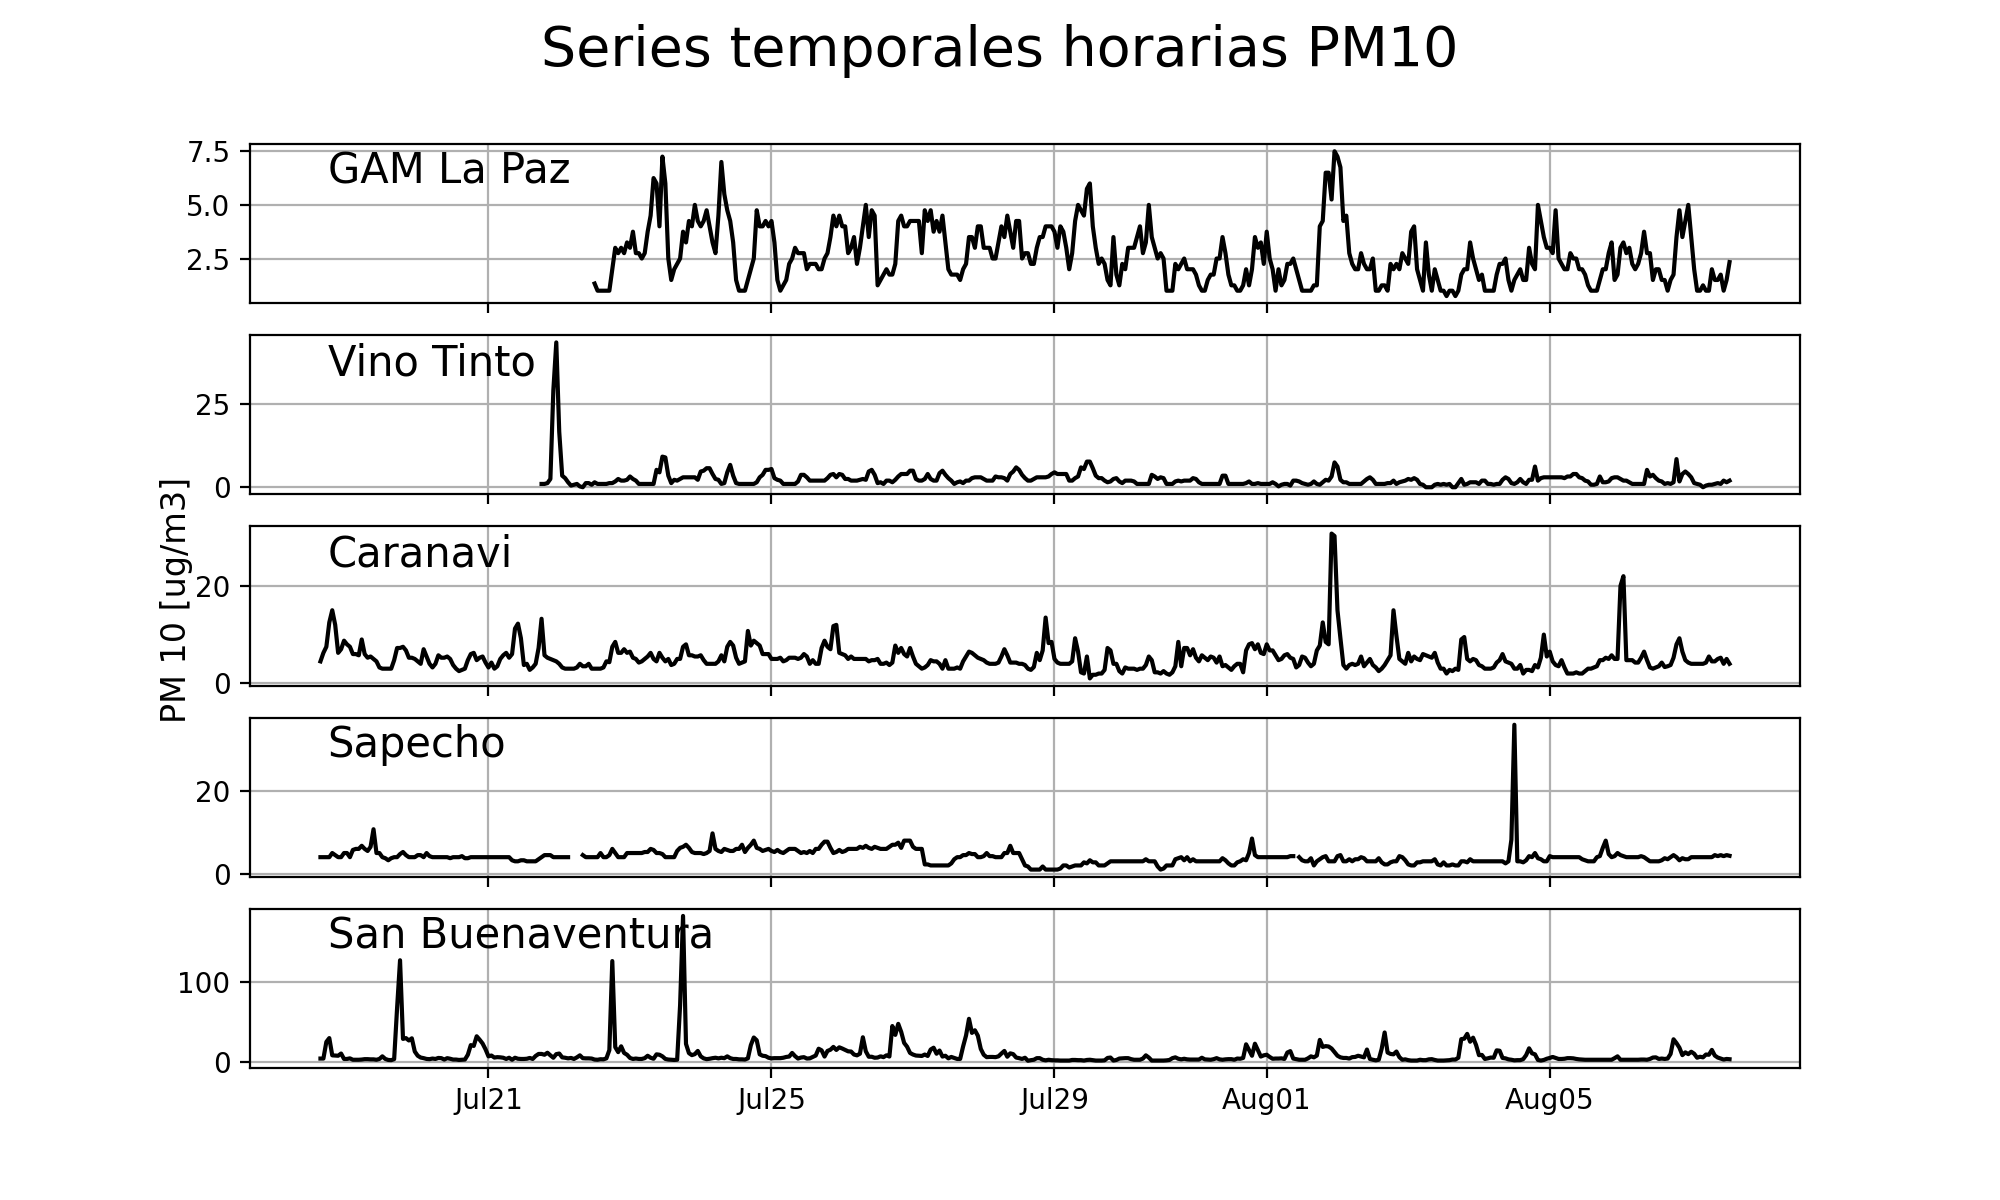 Series temporales horarias PM10
GAM La Paz
7.5
5.0
2.5
Vino Tinto
25
0
PM 10 [ug/m3]
Caranavi
20
0
Sapecho
20
0
San Buenaventura
100
0
Jul21 Jul25 Jul29 Aug01 Aug05